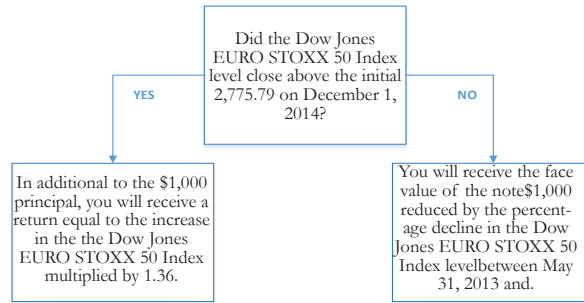 Did the Dow Jones
EURO STOXX 50 Index
level close above the initial
2,775.79 on December 1,
2014?
YES
NO
In additional to the $1,000
principal, you will receive a
return equal to the increase
in the the Dow Jones
EURO STOXX 50 Index
multiplied by 1.36.
You will receive the face
value of the note$1,000
reduced by the percent-
age decline in the Dow
Jones EURO STOXX 50
Index levelbetween May
31, 2013 and.